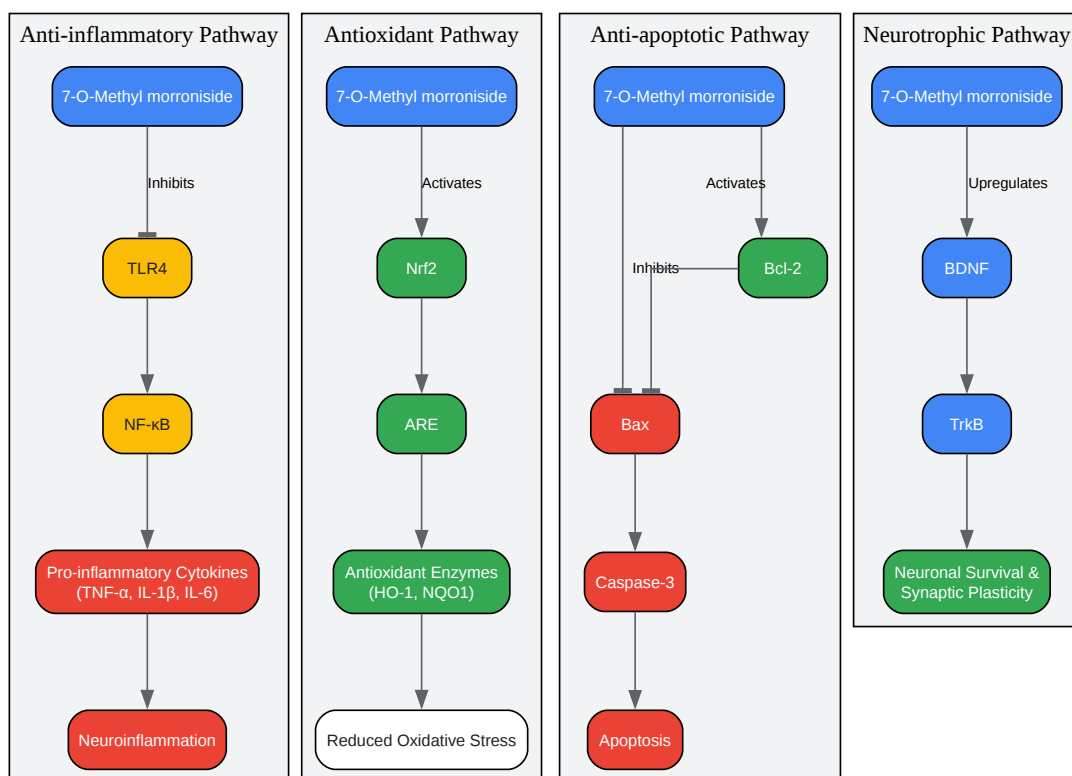 Anti-inflammatory Pathway
7-O-Methyl morroniside
Inhibits
TLR4
NF-κB
Pro-inflammatory Cytokines
(TNF-α, IL-1β, IL-6)
Neuroinflammation
Antioxidant Pathway
7-O-Methyl morroniside
Activates
Nrf2
ARE
Antioxidant Enzymes
(HO-1, NQO1)
Reduced Oxidative Stress
Anti-apoptotic Pathway
7-O-Methyl morroniside
Activates
Inhibits
Bcl-2
Bax
Caspase-3
Apoptosis
Neurotrophic Pathway
7-O-Methyl morroniside
Upregulates
BDNF
TrkB
Neuronal Survival &
Synaptic Plasticity